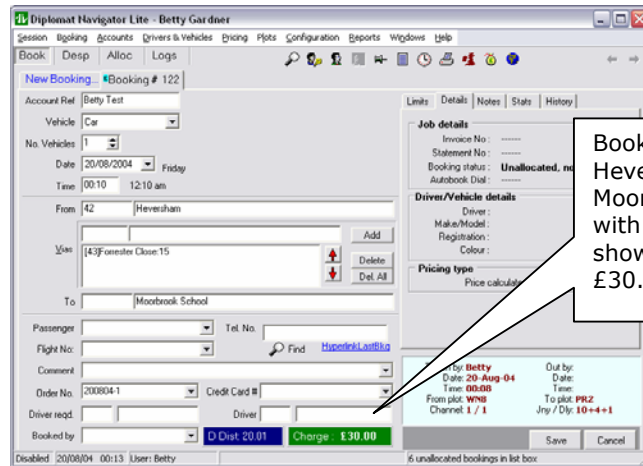 Diplomat Navigator Lite - Betty Gardner
Session Booking Accounts Drivers & Vehicles Pricing Plots Configuration Reports Windows Help
Book Desp Alloc Logs
New Booking... Booking # 122
Account Ref Betty Test
Vehicle Car
No. Vehicles 1
Date 20/08/2004 Friday
Time 00:10 12:10 am
From 42 Heversham
Add
Vias [43]Forrester Close:15
Delete
Del. All
To Moorbrook School
Passenger Tel. No.
Flight No: Find HyperlinkLastBkg
Comment
Order No. 200804-1 Credit Card #
Driver reqd. Driver
Booked by D Dist 20.01 Charge : £30.00
Limits Details Notes Stats History
Job details
Invoice No : ------
Statement No : ------
Booking status : Unallocated, no
Autobook Dial : ------
Driver/Vehicle details
Driver :
Make/Model :
Registration :
Colour :
Pricing type
Price calculate
Book
Heve
Moor
with
show
£30.
by: Betty Out by:
Date: 20-Aug-04 Date:
Time: 00:08 Time:
From plot: WN8 To plot: PR2
Channel: 1 / 1 Jny / Dly: 10+4+1
Save Cancel
Disabled 20/08/04 00:13 User: Betty 6 unallocated bookings in list box